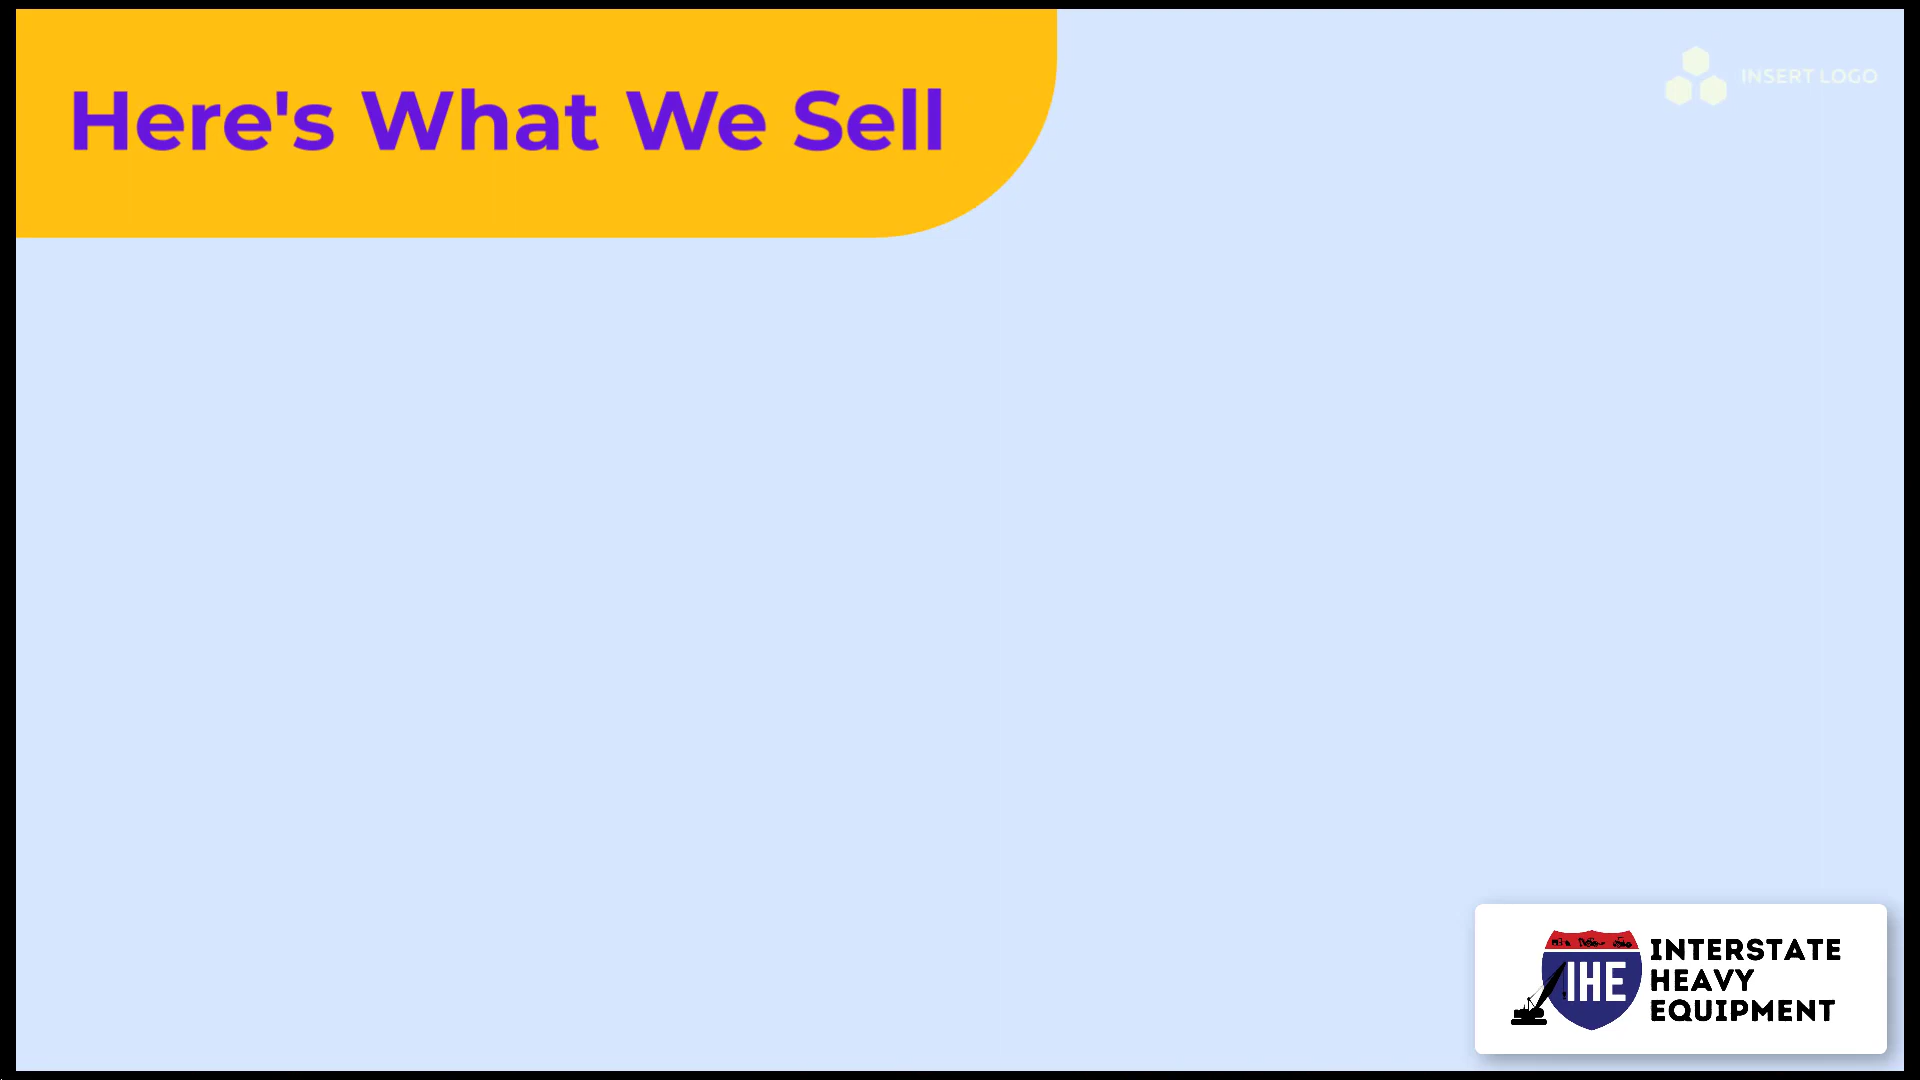 Here's What We Sell
INSERT LOGO
IHE
INTERSTATE
HEAVY
EQUIPMENT